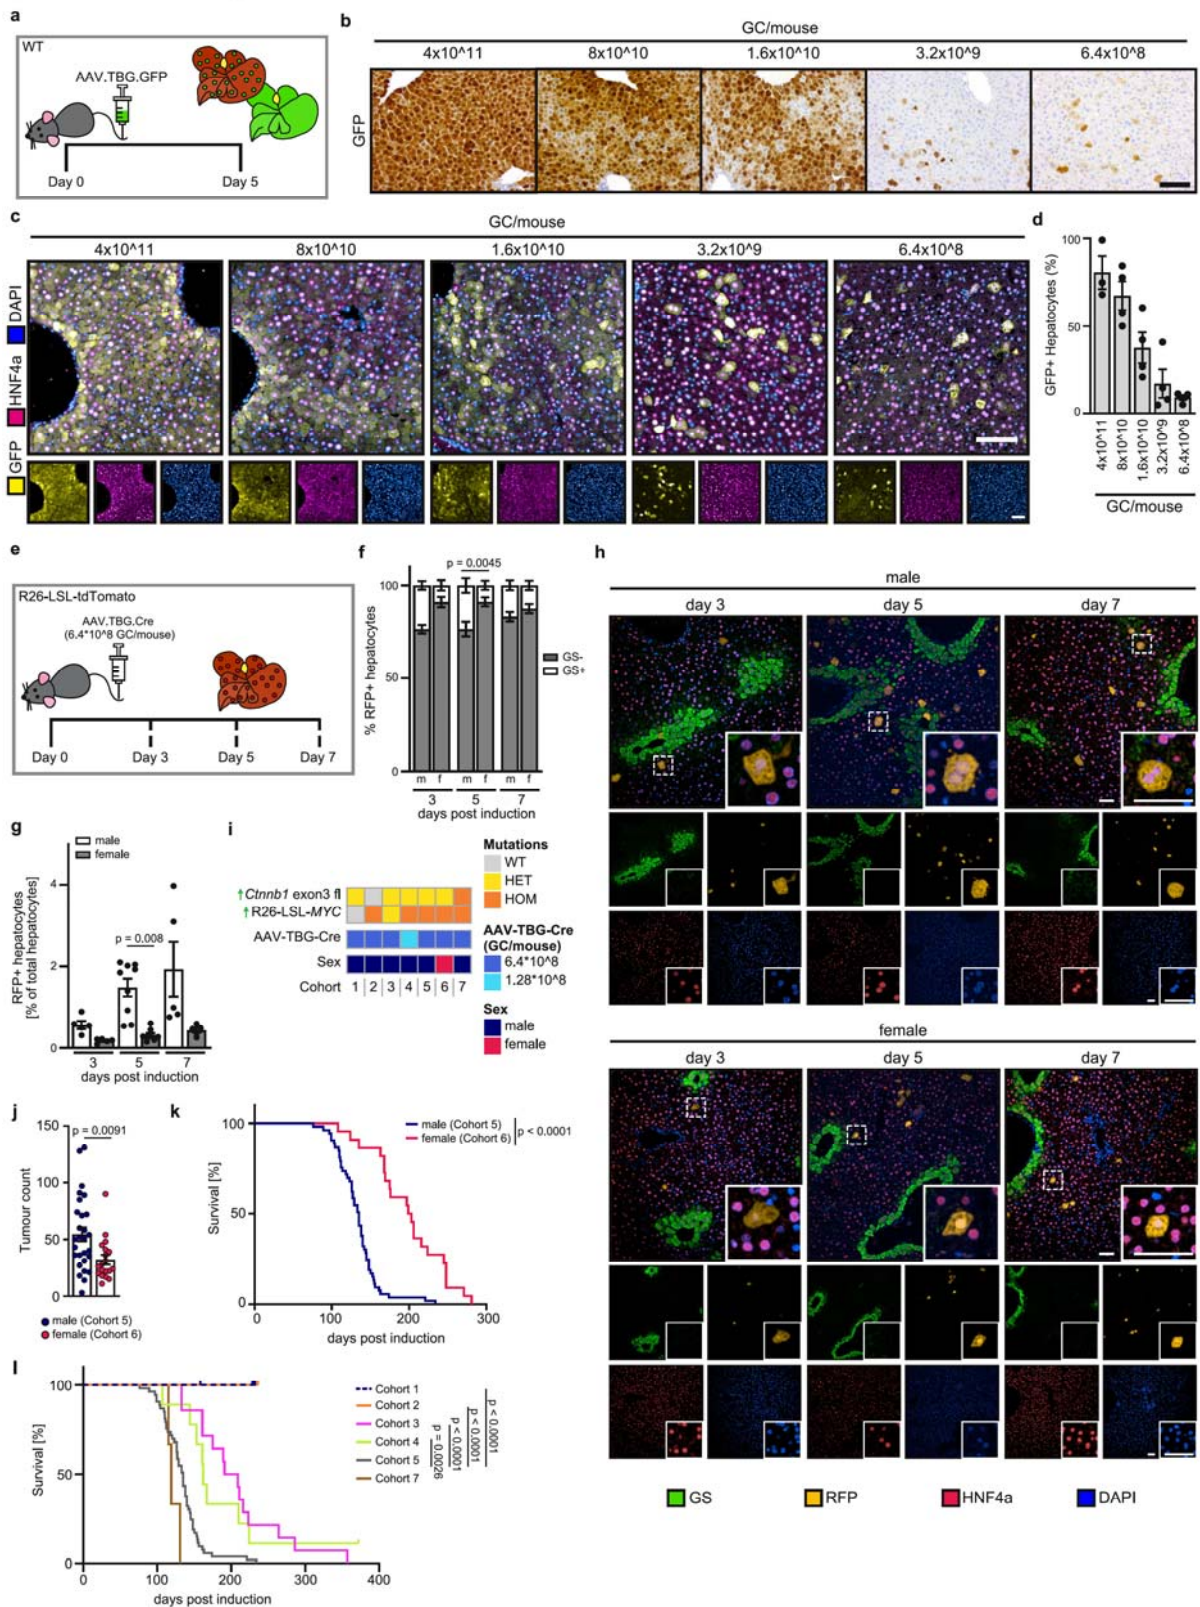 a
WT
AAV.TBG.GFP
Day 0
Day 5
b
GC/mouse
4x10^11
8x10^10
1.6x10^10
3.2x10^9
6.4x10^8
GFP
c
GC/mouse
4x10^11
8x10^10
1.6x10^10
3.2x10^9
6.4x10^8
GFP
HNF4a
DAPI
d
GFP+ Hepatocytes (%)
100
50
0
4x10^11
8x10^10
1.6x10^10
3.2x10^9
6.4x10^8
GC/mouse
e
R26-LSL-tdTomato
AAV.TBG.Cre
(6.4*10^8 GC/mouse)
Day 0
Day 3
Day 5
Day 7
f
p = 0.0045
% RFP+ hepatocytes
100
50
0
GS-
GS+
m f m f m f
3 5 7
days post induction
g
male
female
RFP+ hepatocytes
[% of total hepatocytes]
4
2
0
p = 0.008
3 5 7
days post induction
h
male
day 3
day 5
day 7
female
day 3
day 5
day 7
GS
RFP
HNF4a
DAPI
i
↑Ctnnb1 exon3 fl
↑R26-LSL-MYC
AAV-TBG-Cre
Sex
Cohort 1 2 3 4 5 6 7
Mutations
WT
HET
HOM
AAV-TBG-Cre
(GC/mouse)
6.4*10^8
1.28*10^8
Sex
male
female
j
p = 0.0091
Tumour count
150
100
50
0
male (Cohort 5)
female (Cohort 6)
k
Survival [%]
100
50
0
0 100 200 300
days post induction
male (Cohort 5)
female (Cohort 6)
p < 0.0001
l
Survival [%]
100
50
0
0 100 200 300 400
days post induction
Cohort 1
Cohort 2
Cohort 3
Cohort 4
Cohort 5
Cohort 7
p = 0.0026
p < 0.0001
p < 0.0001
p < 0.0001